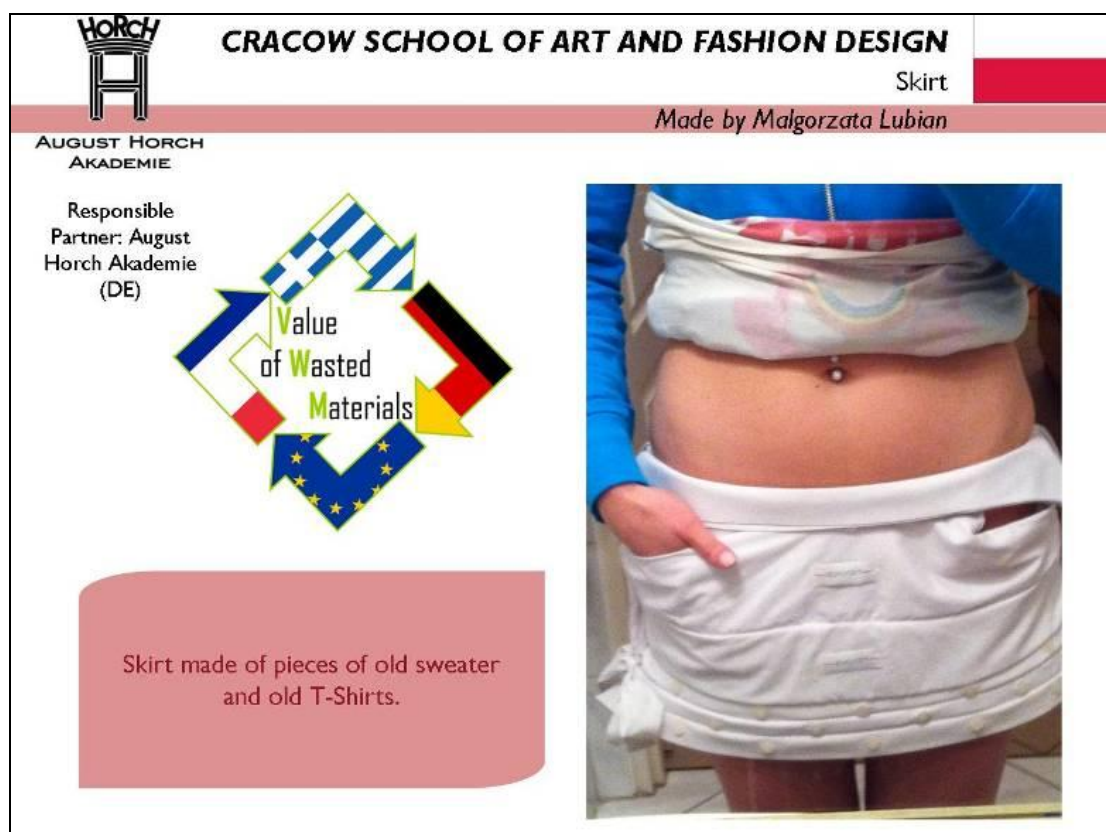 HORCH
AUGUST HORCH
AKADEMIE
CRACOW SCHOOL OF ART AND FASHION DESIGN
Skirt
Made by Malgorzata Lubian
Responsible
Partner: August
Horch Akademie
(DE)
Value
of Wasted
Materials
Skirt made of pieces of old sweater
and old T-Shirts.